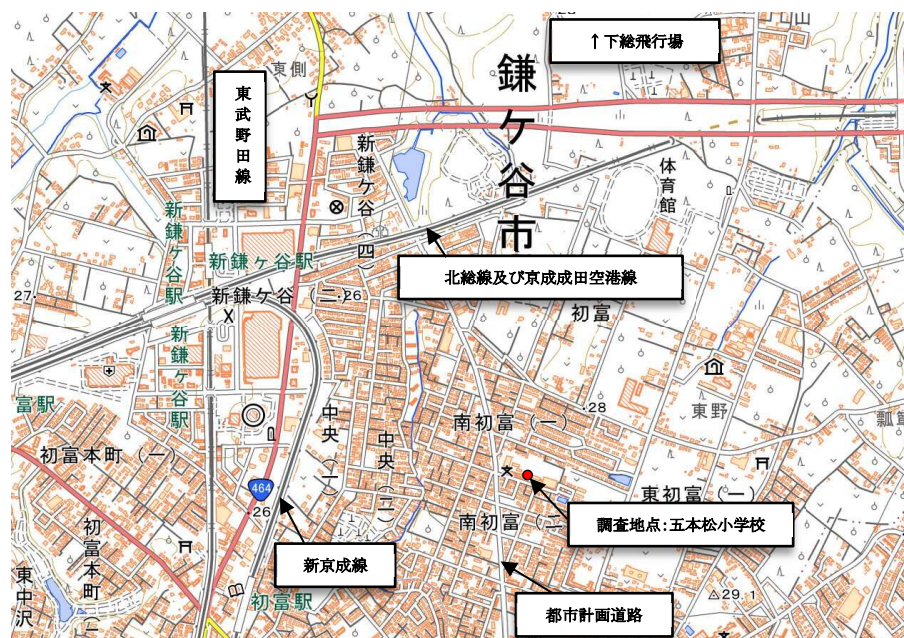 ↑下総飛行場
鎌ケ谷市
東側
東武野田線
新鎌ケ谷(四)
体育館
新鎌ヶ谷駅
新鎌ヶ谷駅
北総線及び京成成田空港線
27
新鎌ケ谷(二)
26
初富
新鎌ヶ谷駅
富駅
28
東野
南初富(一)
中央(一)
中央(二)
初富本町(一)
464
26
東初富(一)
調査地点:五本松小学校
南初富(二
新京成線
初富本町
東中沢
初富駅
29.1
都市計画道路